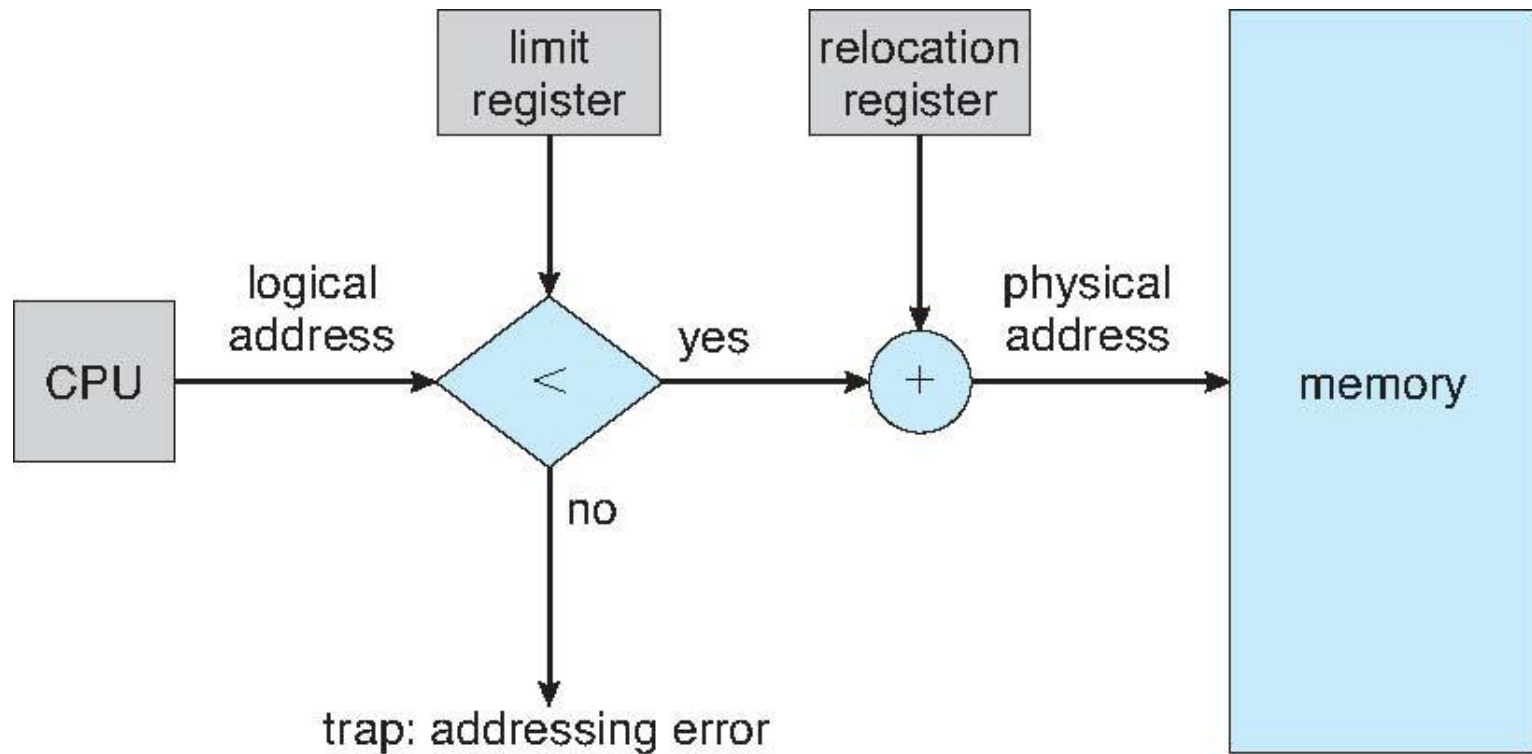 limit
register
relocation
register
logical
address
yes
physical
address
CPU
<
+
memory
no
trap: addressing error